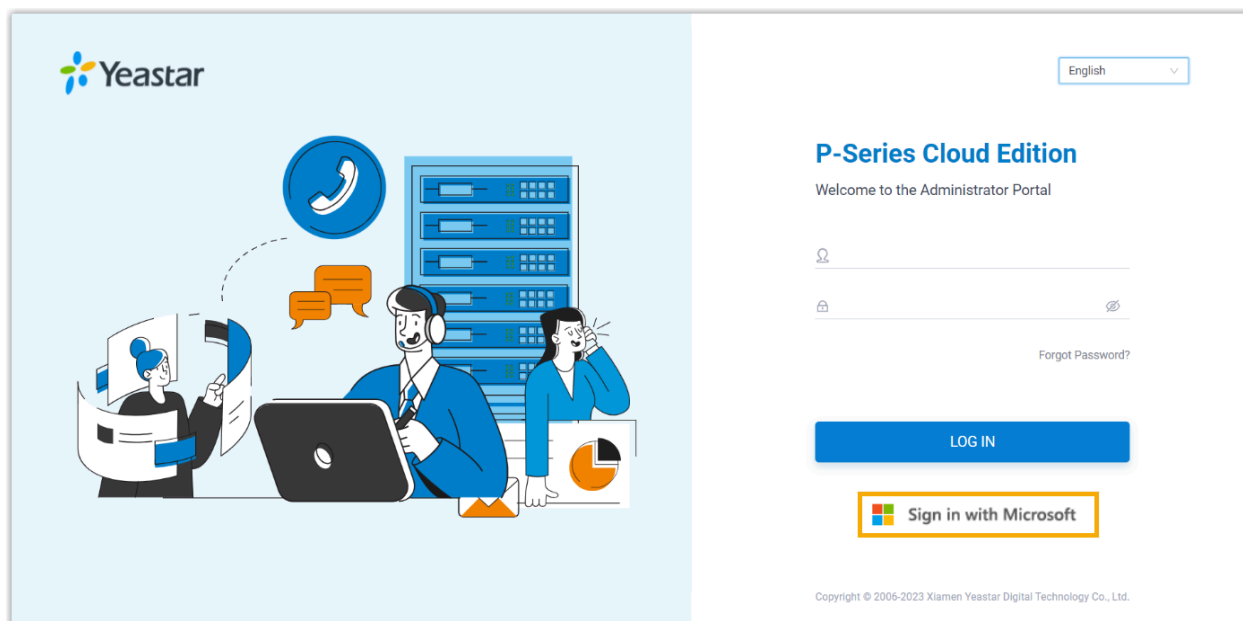 Yeastar
English
P-Series Cloud Edition
Welcome to the Administrator Portal
Forgot Password?
LOG IN
Sign in with Microsoft
Copyright © 2006-2023 Xiamen Yeastar Digital Technology Co., Ltd.